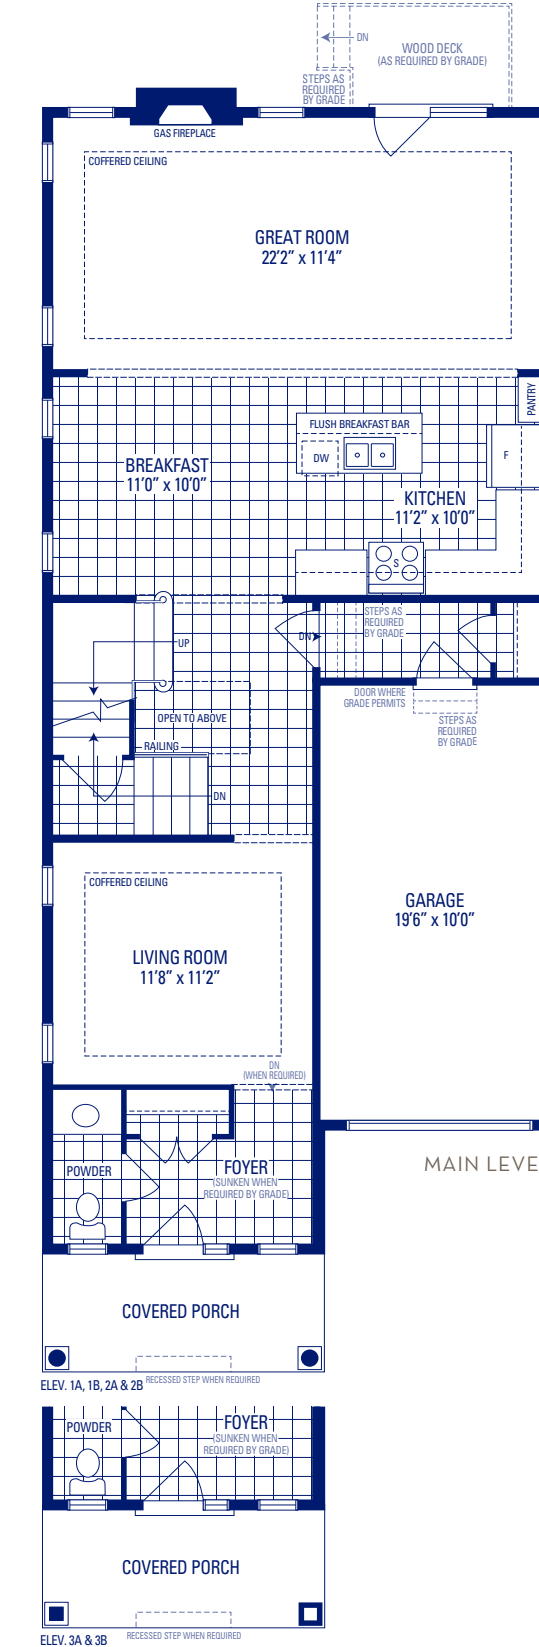 DN
WOOD DECK
(AS REQUIRED BY GRADE)
STEPS AS
REQUIRED
BY GRADE
GAS FIREPLACE
COFFERED CEILING
GREAT ROOM
22'2" x 11'4"
PANTRY
FLUSH BREAKFAST BAR
DW
F
BREAKFAST
11'0" x 10'0"
KITCHEN
11'2" x 10'0"
S
STEPS AS
REQUIRED
BY GRADE
DN
UP
DOOR WHERE
GRADE PERMITS
STEPS AS
REQUIRED
BY GRADE
OPEN TO ABOVE
RAILING
DN
COFFERED CEILING
GARAGE
19'6" x 10'0"
LIVING ROOM
11'8" x 11'2"
DN
(WHEN REQUIRED)
MAIN LEVE
POWDER
FOYER
(SUNKEN WHEN
REQUIRED BY GRADE)
COVERED PORCH
RECESSED STEP WHEN REQUIRED
ELEV. 1A, 1B, 2A & 2B
POWDER
FOYER
(SUNKEN WHEN
REQUIRED BY GRADE)
COVERED PORCH
RECESSED STEP WHEN REQUIRED
ELEV. 3A & 3B